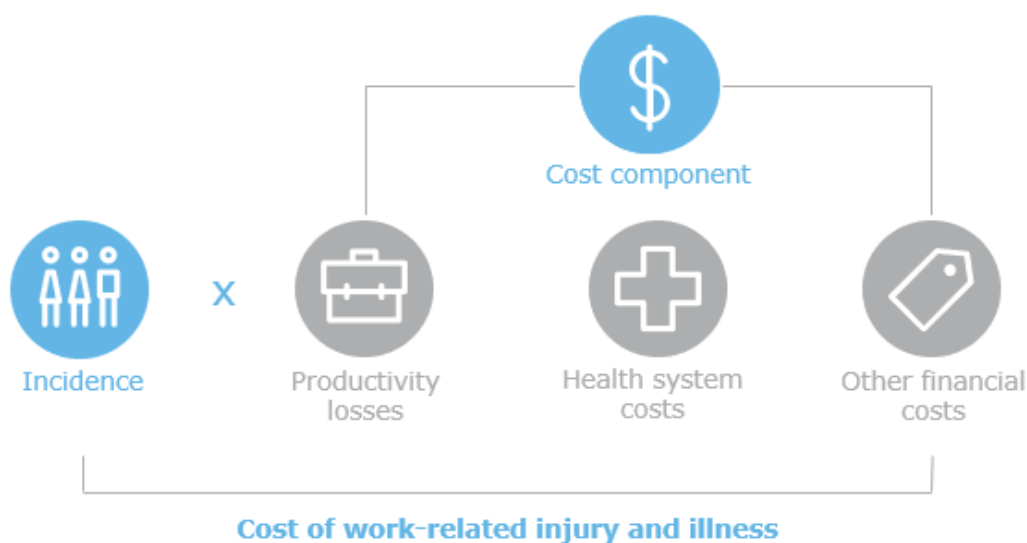 $
Cost component
x
Incidence
Productivity
losses
Health system
costs
Other financial
costs
Cost of work-related injury and illness